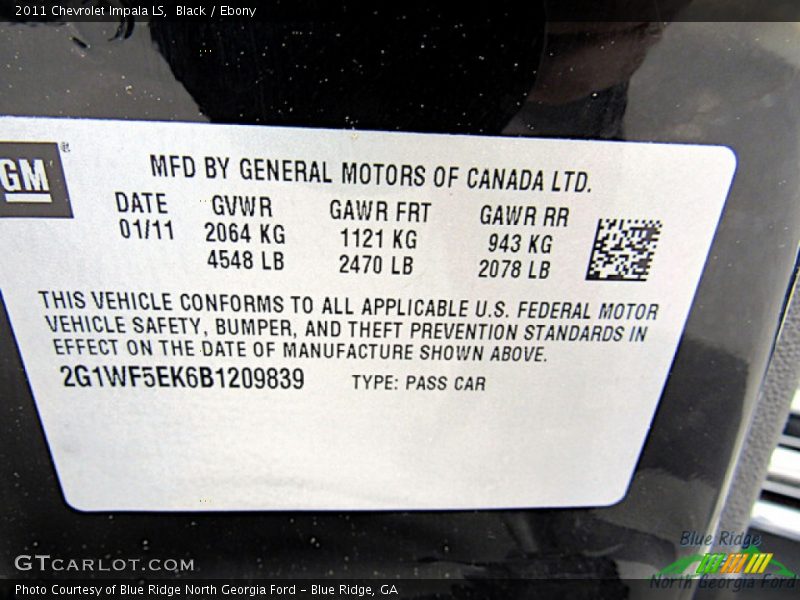 2011 Chevrolet Impala LS, Black / Ebony
GM®
MFD BY GENERAL MOTORS OF CANADA LTD.
DATE GVWR GAWR FRT GAWR RR
01/11 2064 KG 1121 KG 943 KG
4548 LB 2470 LB 2078 LB
THIS VEHICLE CONFORMS TO ALL APPLICABLE U.S. FEDERAL MOTOR
VEHICLE SAFETY, BUMPER, AND THEFT PREVENTION STANDARDS IN
EFFECT ON THE DATE OF MANUFACTURE SHOWN ABOVE.
2G1WF5EK6B1209839 TYPE: PASS CAR
Blue Ridge
North Georgia Ford
GTCARLOT.COM
Photo Courtesy of Blue Ridge North Georgia Ford – Blue Ridge, GA